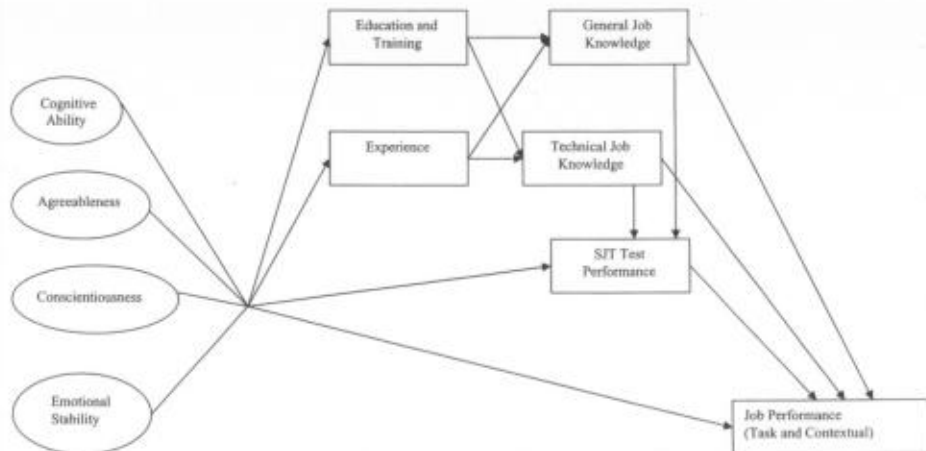 Education and
Training
General Job
Knowledge
Cognitive
Ability
Experience
Technical Job
Knowledge
Agreeableness
SJT Test
Performance
Conscientiousness
Emotional
Stability
Job Performance
(Task and Contextual)